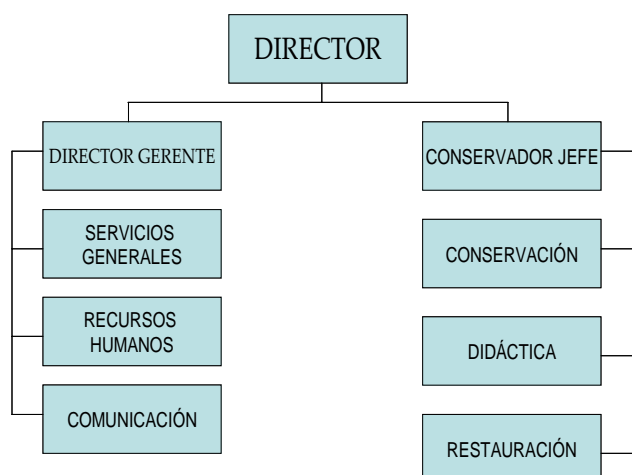 DIRECTOR
DIRECTOR GERENTE
SERVICIOS
GENERALES
RECURSOS
HUMANOS
COMUNICACIÓN
CONSERVADOR JEFE
CONSERVACIÓN
DIDÁCTICA
RESTAURACIÓN